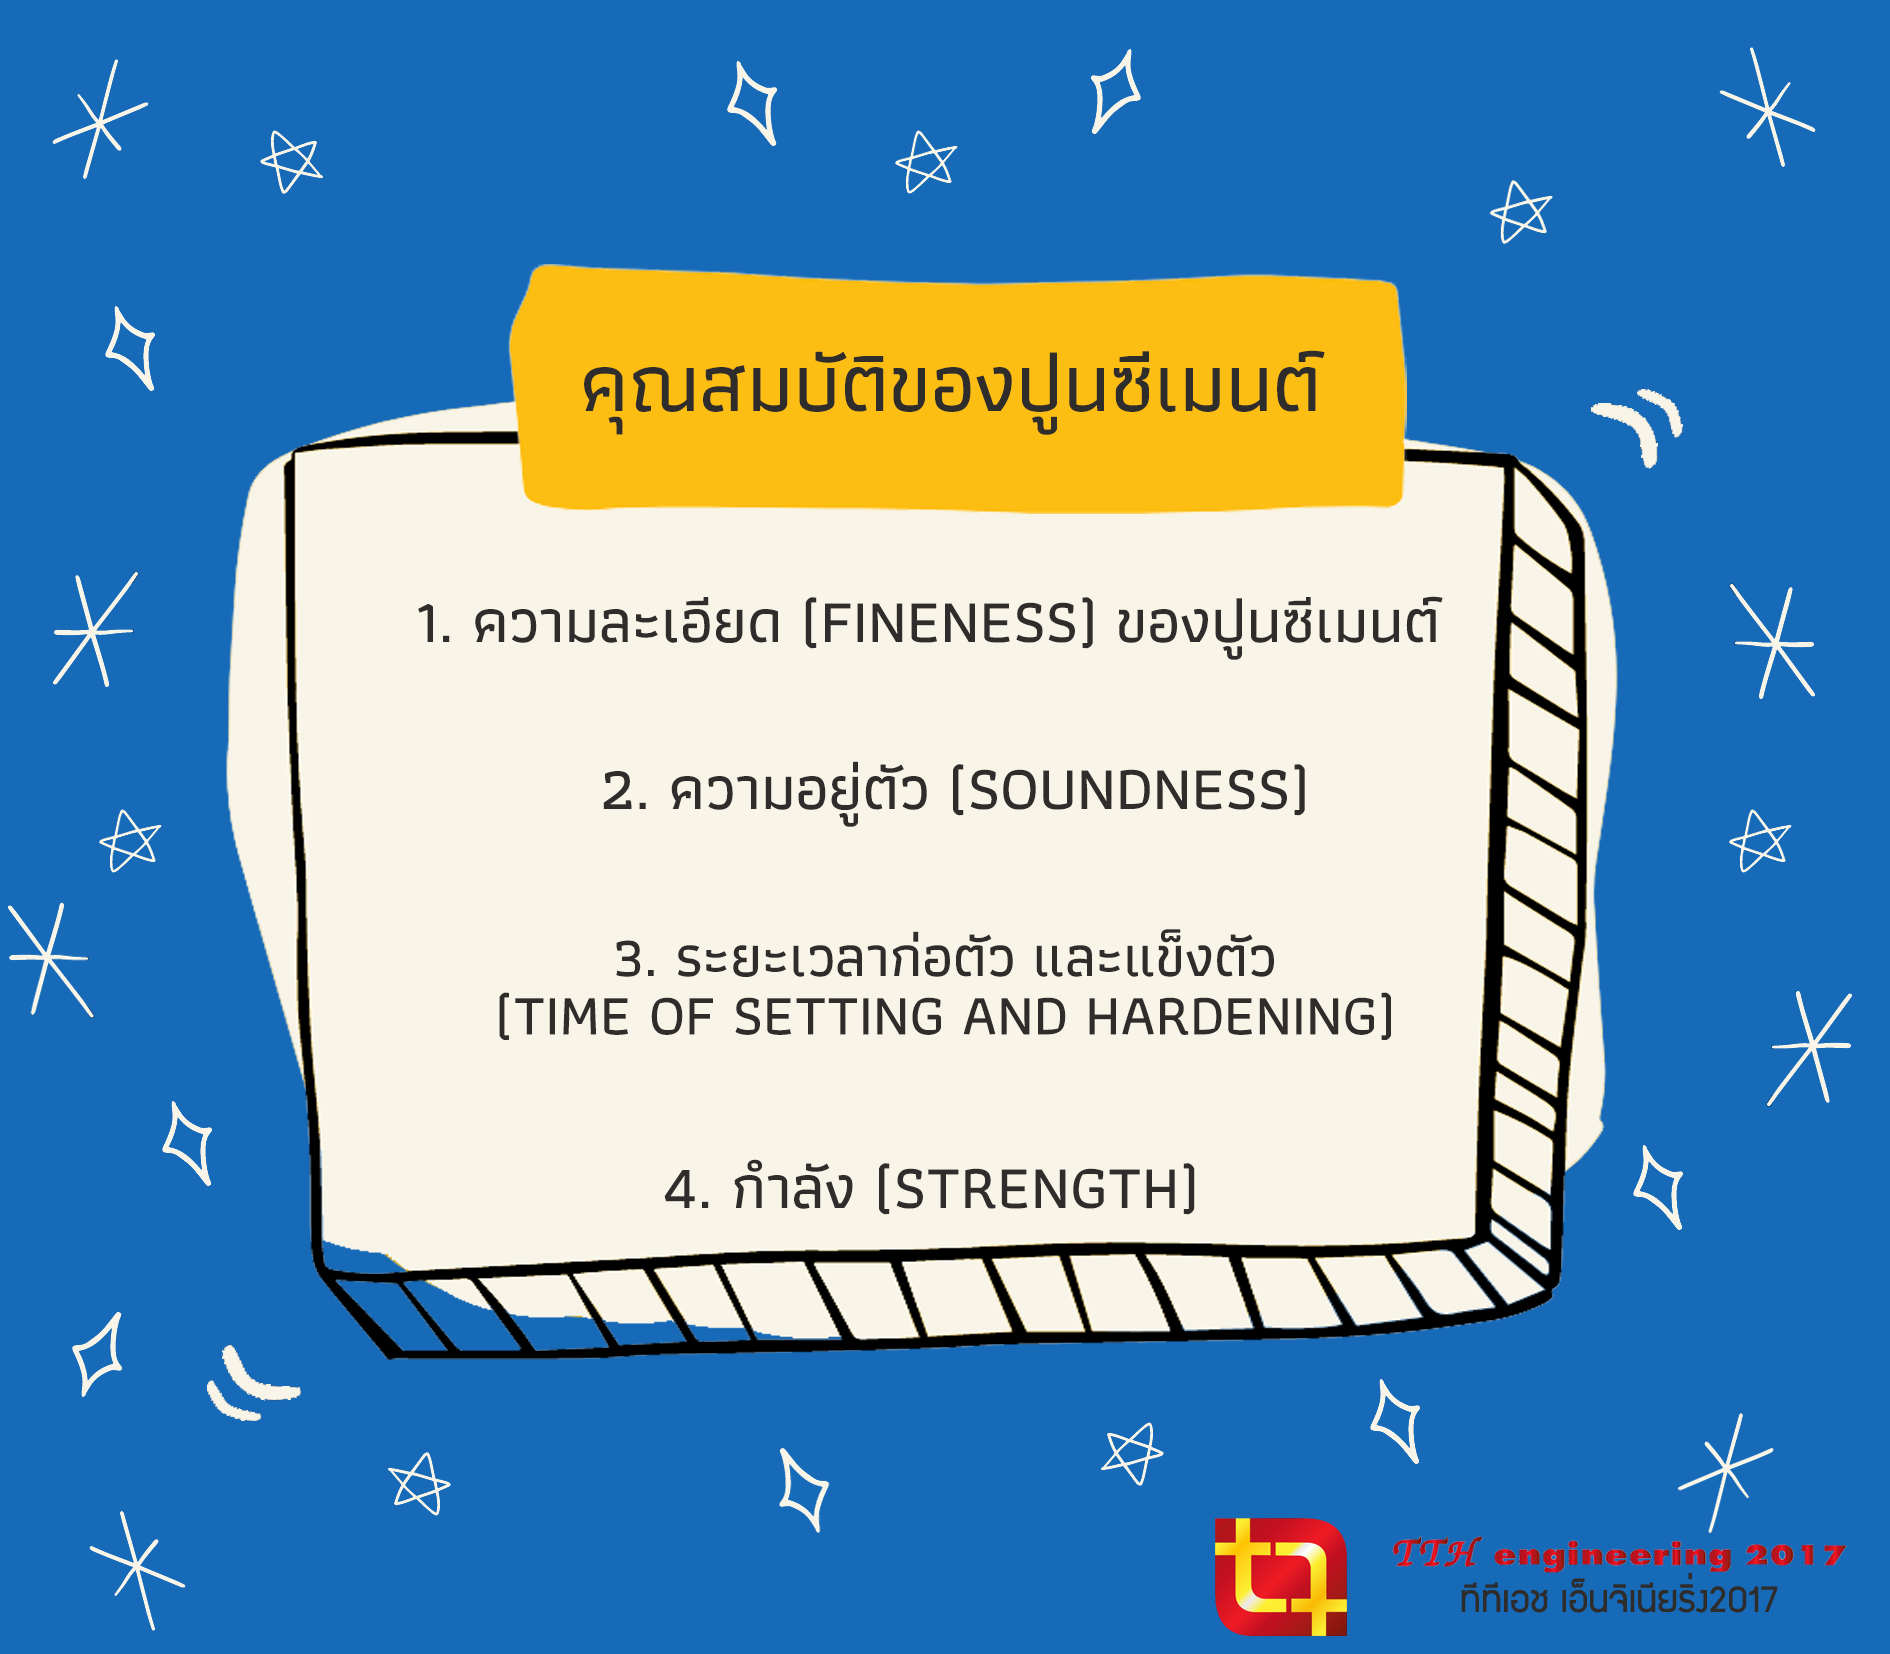 คุณสมบัติของปูนซีเมนต์
1. ความละเอียด (FINENESS) ของปูนซีเมนต์
2. ความอยู่ตัว (SOUNDNESS)
3. ระยะเวลาก่อตัว และแข็งตัว
(TIME OF SETTING AND HARDENING)
4. กำลัง (STRENGTH)
TTH engineering 2017
ทีทีเอช เอ็นจิเนียริ่ง2017